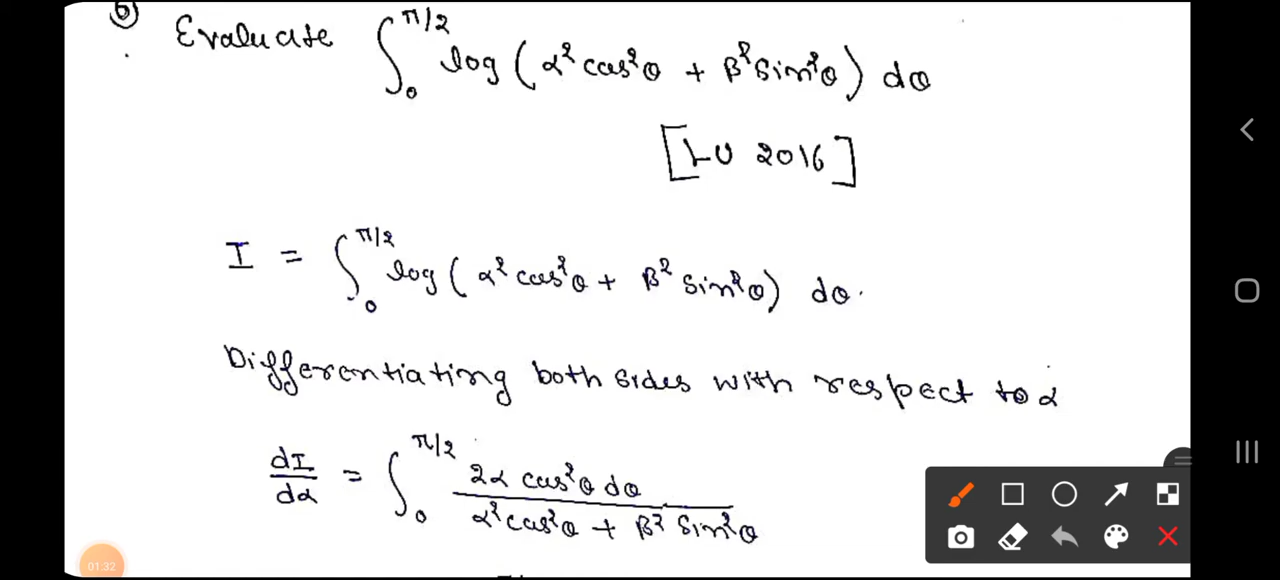 ⑥ Evaluate ∫₀^{π/2} log (α² cos²θ + β² sin²θ) dθ
[LU 2016]
I = ∫₀^{π/2} log (α² cos²θ + β² sin²θ) dθ.
Differentiating both sides with respect to α
dI/dα = ∫₀^{π/2} 2α cos²θ dθ / α² cos²θ + β² sin²θ
01:32